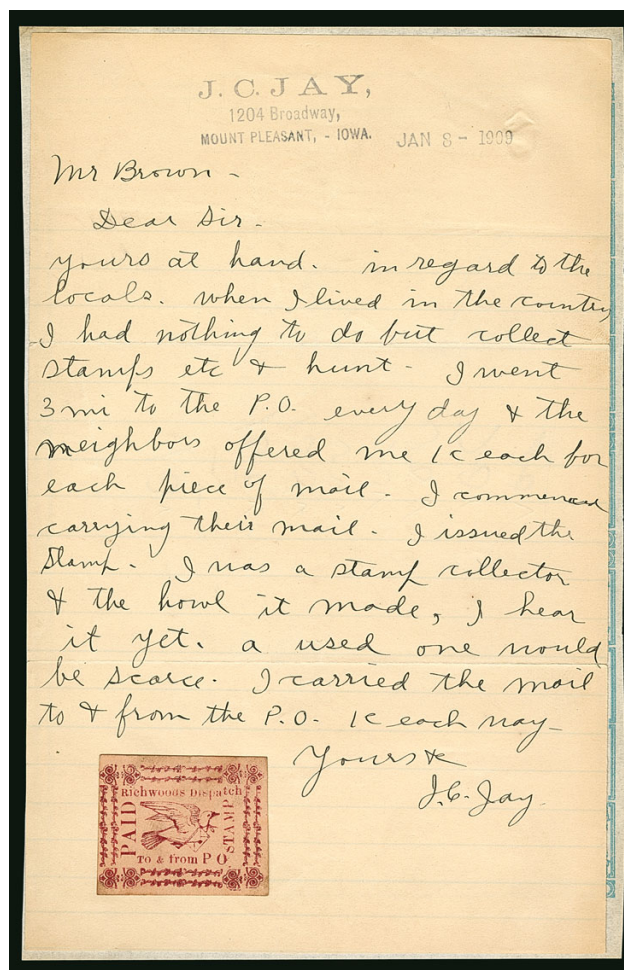 J. C. JAY,
1204 Broadway,
MOUNT PLEASANT, - IOWA. JAN 8 - 1909
Mr Brown -
Dear Sir.
yours at hand. in regard to the
locals. when I lived in the country
I had nothing to do but collect
stamps etc & hunt. I went
3 mi to the P.O. every day & the
neighbors offered me 1c each for
each piece of mail. I commenced
carrying their mail. I issued the
Stamp. I was a stamp collector
& the howl it made, I hear
it yet. a used one would
be scarce. I carried the mail
to & from the P.O. 1c each way
Yours &
J. C. Jay.
Richwoods Dispatch
PAID
STAMP
To & from P O